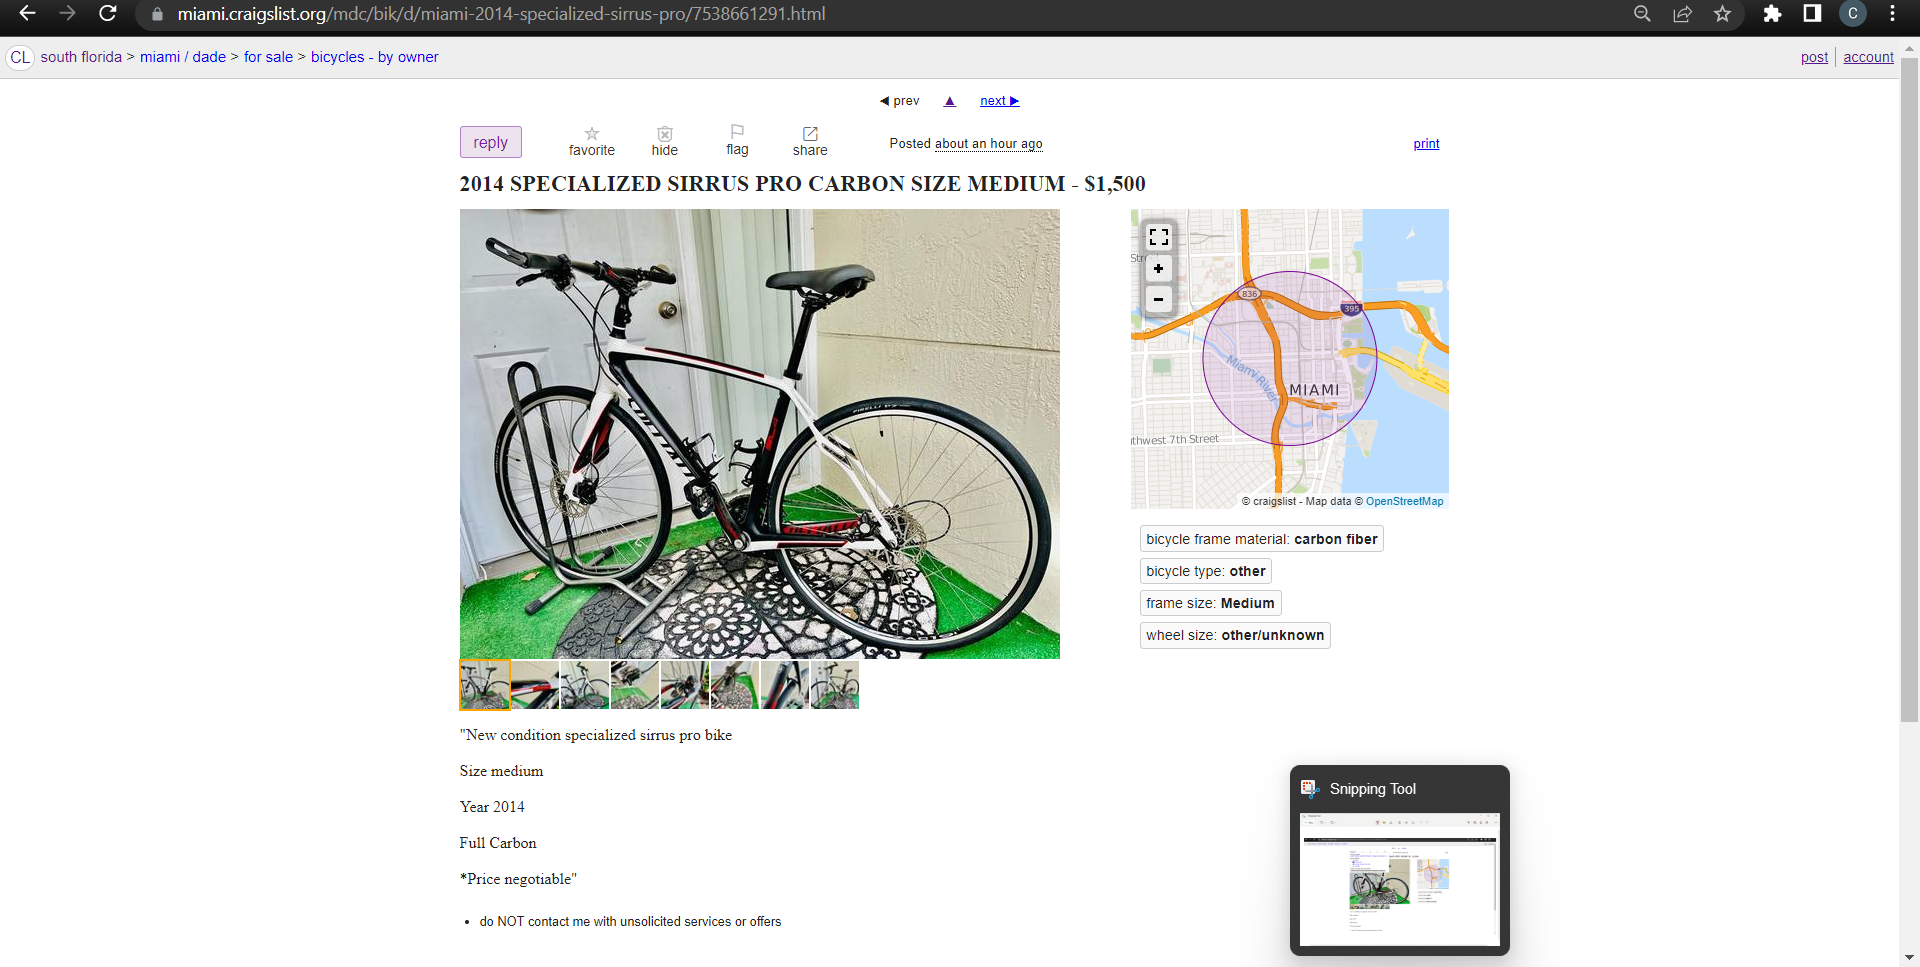 miami.craigslist.org/mdc/bik/d/miami-2014-specialized-sirrus-pro/7538661291.html
C
CL south florida > miami / dade > for sale > bicycles - by owner
post account
◀ prev ▲ next ▶
reply favorite hide flag share Posted about an hour ago print
2014 SPECIALIZED SIRRUS PRO CARBON SIZE MEDIUM - $1,500
PIRELLI
836
395
Miami River
MIAMI
thwest 7th Street
© craigslist - Map data © OpenStreetMap
bicycle frame material: carbon fiber
bicycle type: other
frame size: Medium
wheel size: other/unknown
"New condition specialized sirrus pro bike
Size medium
Year 2014
Full Carbon
*Price negotiable"
• do NOT contact me with unsolicited services or offers
Snipping Tool